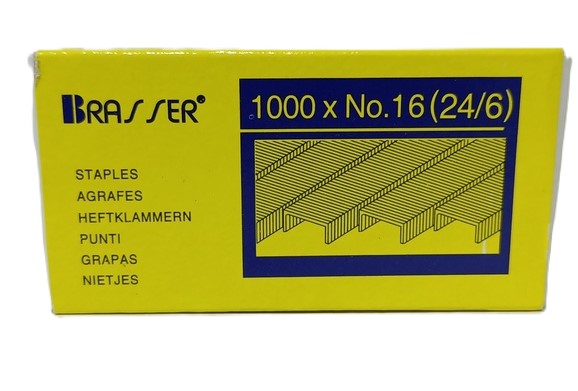 BRASSER®
1000 x No.16 (24/6)
STAPLES
AGRAFES
HEFTKLAMMERN
PUNTI
GRAPAS
NIETJES